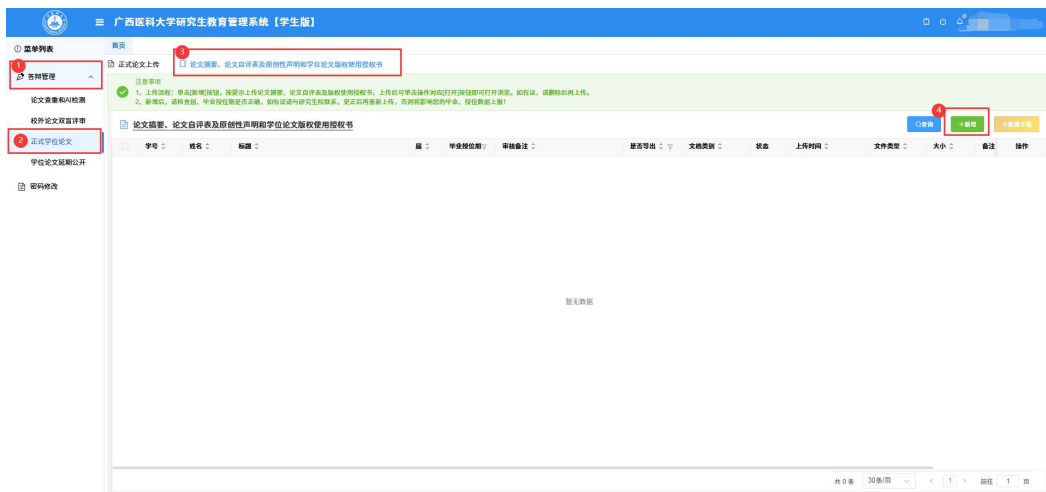 广西医科大学研究生教育管理系统【学生版】
菜单列表
首页
1
答辩管理
论文查重和AI检测
校外论文双盲评审
2
正式学位论文
学位论文延期公开
密码修改
正式论文上传
3
论文摘要、论文自评表及原创性声明和学位论文版权使用授权书
注意事项
1、上传流程：单击[新增]按钮，按提示上传论文摘要、论文自评表及版权使用授权书，上传后可单击操作对应[打开]按钮即可打开浏览。如有误，请删除后再上传。
2、新增后，请检查届、毕业授位期是否正确，如有误请与研究生院联系，更正后再重新上传，否则将影响您的毕业、授位数据上报！
论文摘要、论文自评表及原创性声明和学位论文版权使用授权书
查询
4
+新增
批量下载
学号 姓名 标题 届 毕业授位期 审核备注 是否导出 文档类别 状态 上传时间 文件类型 大小 备注 操作
暂无数据
共 0 条 30条/页 < 1 > 前往 1 页